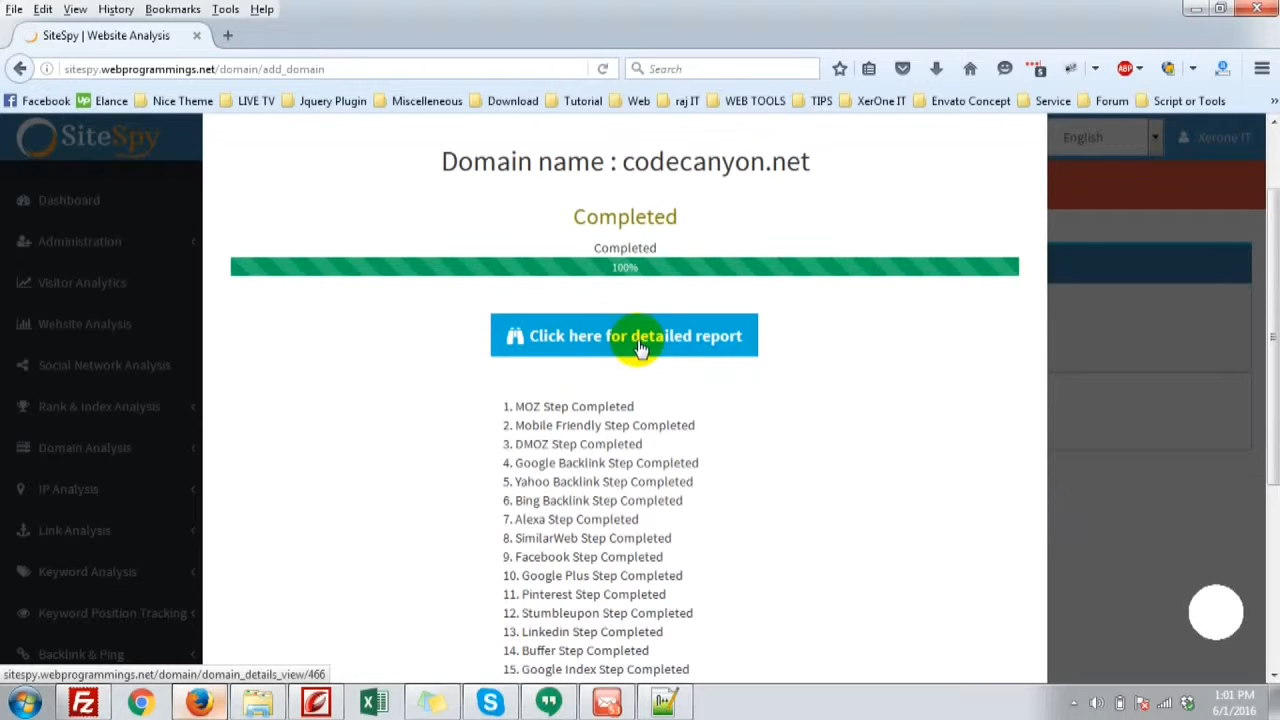 File Edit View History Bookmarks Tools Help
SiteSpy | Website Analysis
sitespy.webprogrammings.net/domain/add_domain Search
Facebook Elance Nice Theme LIVE TV Jquery Plugin Miscelleneous Download Tutorial Web raj IT WEB TOOLS TIPS XerOne IT Envato Concept Service Forum Script or Tools
SiteSpy
English
Xerone IT
Dashboard
Administration
Visitor Analytics
Website Analysis
Social Network Analysis
Rank & Index Analysis
Domain Analysis
IP Analysis
Link Analysis
Keyword Analysis
Keyword Position Tracking
Backlink & Ping
Domain name : codecanyon.net
Completed
Completed
100%
Click here for detailed report
1. MOZ Step Completed
2. Mobile Friendly Step Completed
3. DMOZ Step Completed
4. Google Backlink Step Completed
5. Yahoo Backlink Step Completed
6. Bing Backlink Step Completed
7. Alexa Step Completed
8. SimilarWeb Step Completed
9. Facebook Step Completed
10. Google Plus Step Completed
11. Pinterest Step Completed
12. Stumbleupon Step Completed
13. Linkedin Step Completed
14. Buffer Step Completed
15. Google Index Step Completed
sitespy.webprogrammings.net/domain/domain_details_view/466
1:01 PM
6/1/2016